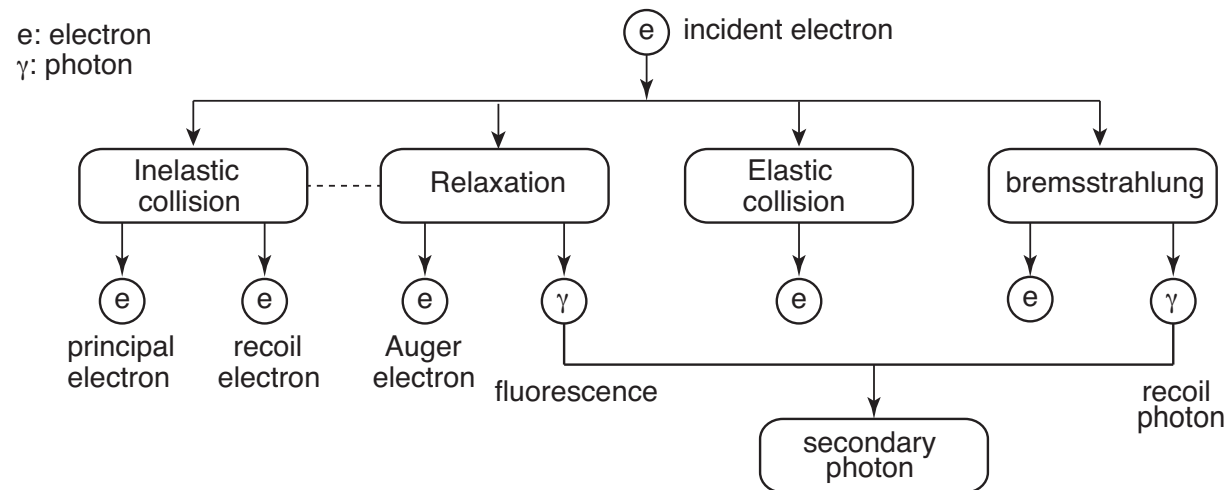 e: electron
γ: photon
e incident electron
Inelastic
collision
Relaxation
Elastic
collision
bremsstrahlung
e
e
e
γ
e
e
γ
principal
electron
recoil
electron
Auger
electron
fluorescence
recoil
photon
secondary
photon